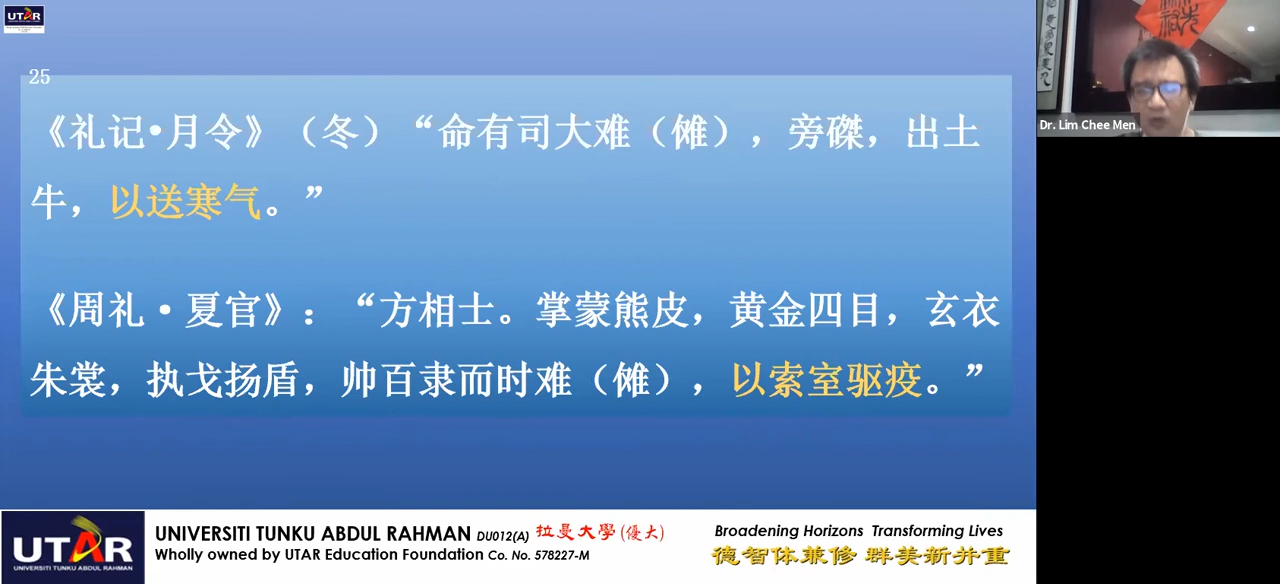 UTAR
25
《礼记•月令》（冬）“命有司大难（傩），旁磔，出土
牛，以送寒气。”
《周礼•夏官》：“方相士。掌蒙熊皮，黄金四目，玄衣
朱裳，执戈扬盾，帅百隶而时难（傩），以索室驱疫。”
Dr. Lim Chee Men
UTAR
UNIVERSITI TUNKU ABDUL RAHMAN
UNIVERSITI TUNKU ABDUL RAHMAN DU012(A) 拉曼大學(優大)
Wholly owned by UTAR Education Foundation Co. No. 578227-M
Broadening Horizons Transforming Lives
德智体兼修 群美新并重